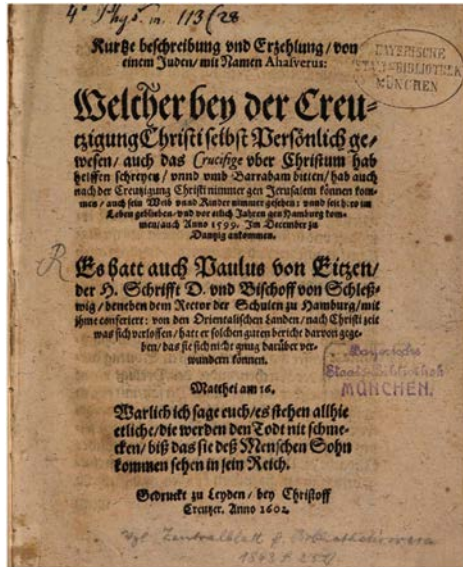 4° Phys. m. 113/28
Kurtze beschreibung vnd Erzehlung/ von
einem Juden/ mit Namen Ahasverus:
BAYERISCHE
STAATSBIBLIOTHEK
MÜNCHEN
Welcher bey der Creu-
tzigung Christi selbst Persönlich ge-
wesen/ auch das Crucifige vber Christum hab
helffen schreyen/ vnnd vmb Barrabam bitten/ hab auch
nach der Creutzigung Christi nimmer gen Jerusalem können kom-
men/ auch sein Weib vnnd Kinder nimmer gesehen: vnnd seit hero im
Leben geblieben/ vnd vor etlich Jahren gen Hamburg kom-
men/ auch Anno 1599. Im December zu
Dantzig ankommen.
R
Es hatt auch Paulus von Eitzen/
der H. Schrifft D. vnd Bischoff von Schleß-
wig/ beneben dem Rector der Schulen zu Hamburg/ mit
jhme conferiert: von den Orientalischen Landen/ nach Christi zeit
was sich verloffen/ hatt er solchen guten bericht darvon gege-
ben/ das sie sich nicht gnug darüber ver-
wundern können.
Bayerische
Staatsbibliothek
MÜNCHEN.
Matthei am 16.
Warlich ich sage euch/ es stehen allhie
etliche/ die werden den Todt nit schme-
cken/ biß das sie deß Menschen Sohn
kommen sehen in sein Reich.
Gedruckt zu Leyden/ bey Christoff
Creutzer. Anno 1602.
Zentralblatt f. Bibliothekswesen